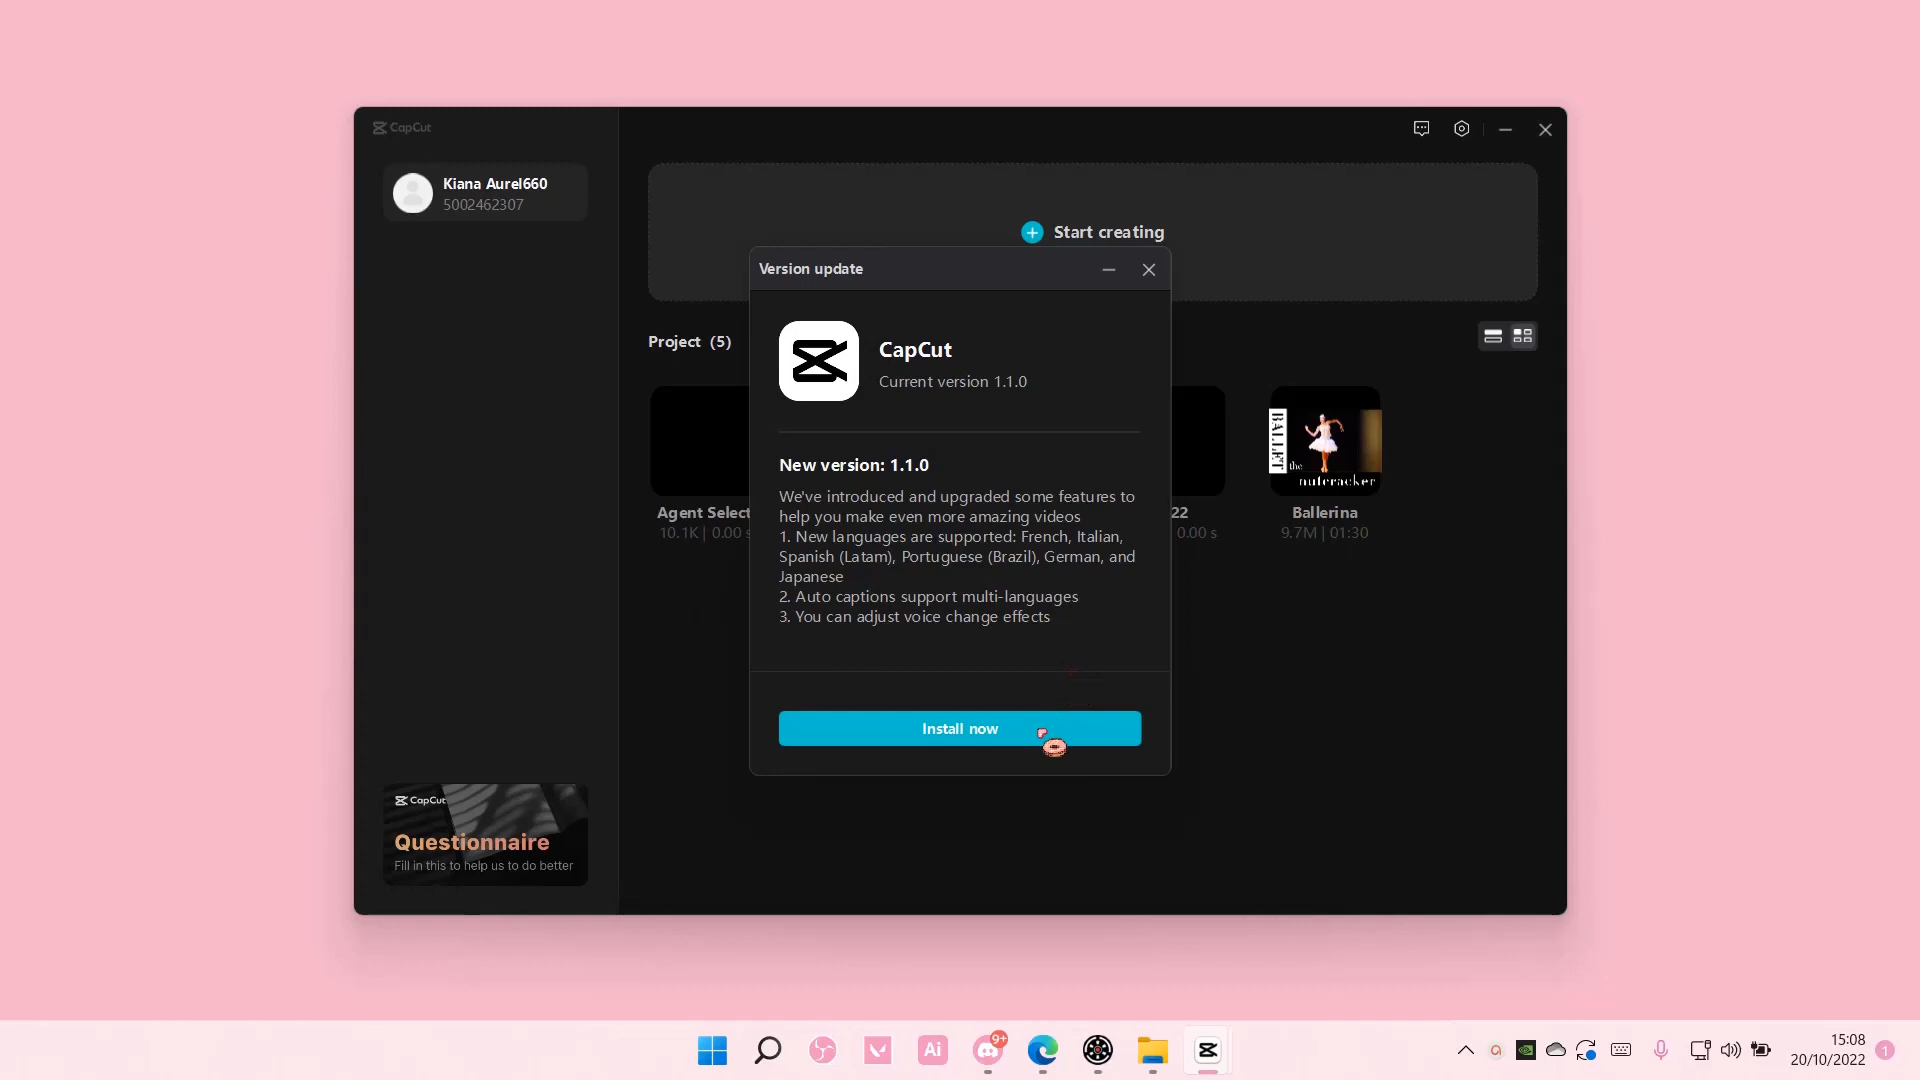 CapCut
Kiana Aurel660
5002462307
Start creating
Version update
CapCut
Current version 1.1.0
Project (5)
New version: 1.1.0
We've introduced and upgraded some features to
help you make even more amazing videos
1. New languages are supported: French, Italian,
Spanish (Latam), Portuguese (Brazil), German, and
Japanese
2. Auto captions support multi-languages
3. You can adjust voice change effects
Install now
Agent Select
10.1K | 0.00 s
22
0.00 s
BALLET
the
nutcracker
Ballerina
9.7M | 01:30
CapCut
Questionnaire
Fill in this to help us to do better
Ai
9+
15:08
20/10/2022
1